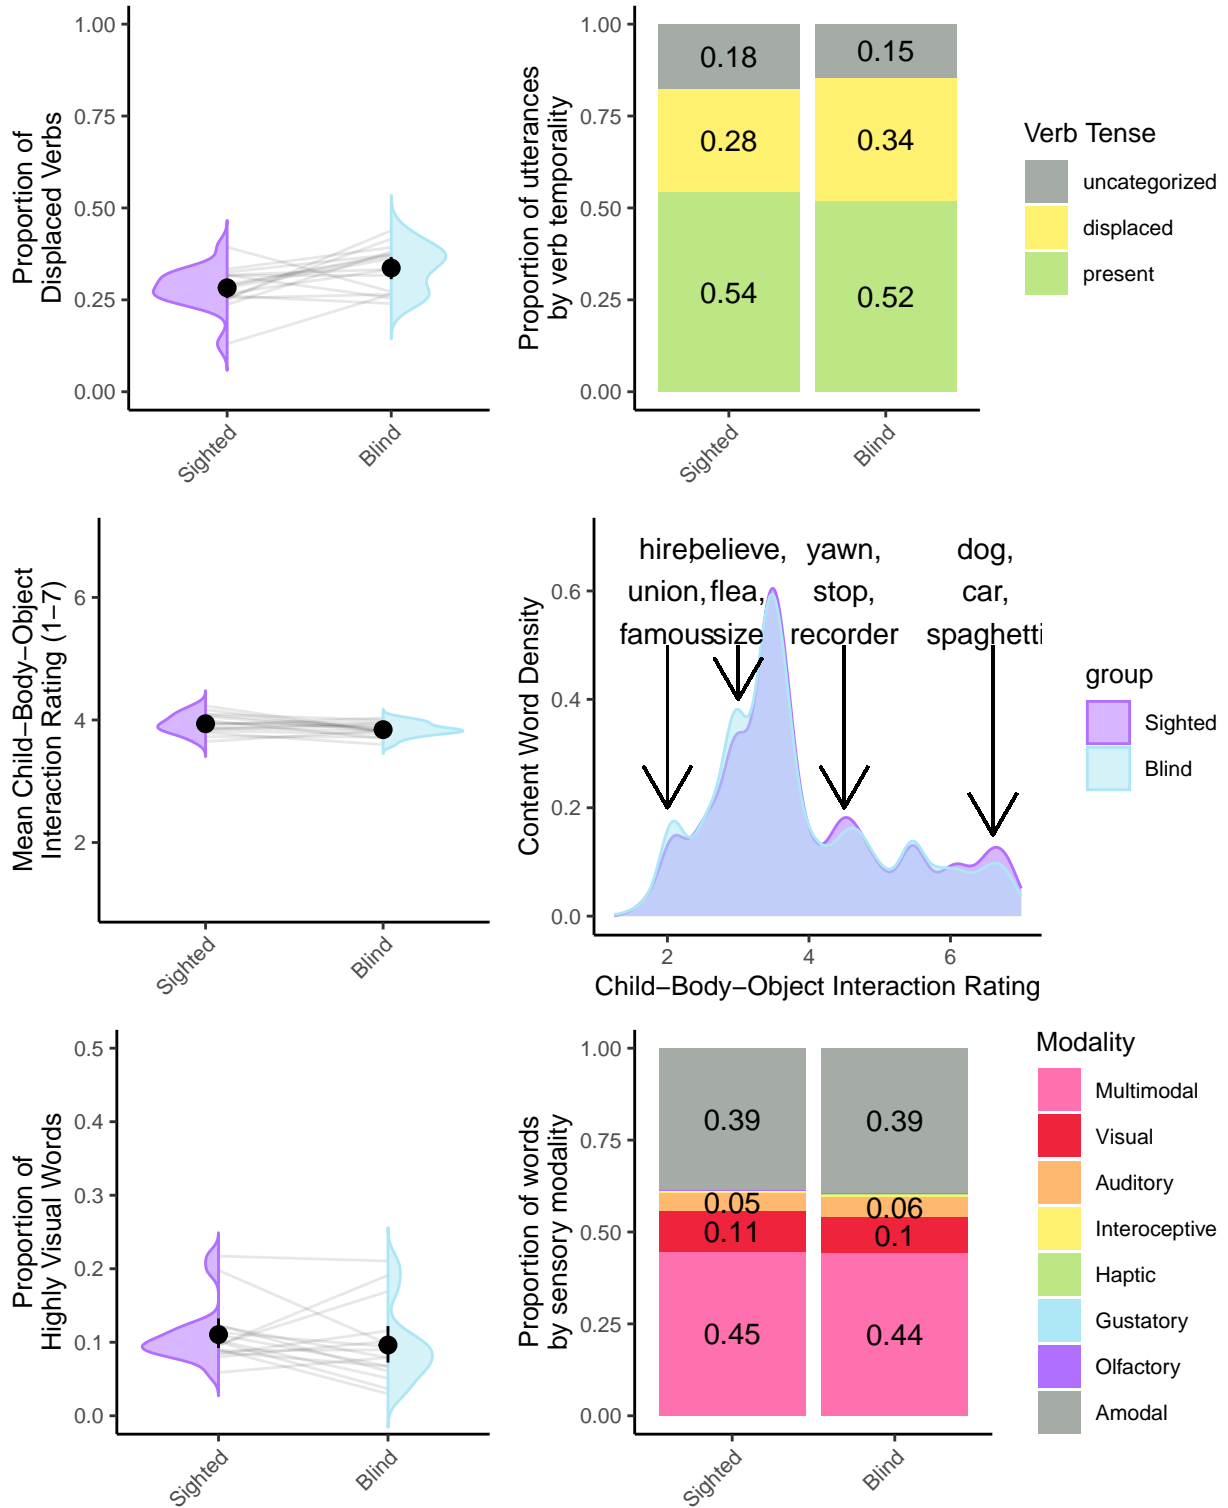 Proportion of
Displaced Verbs
1.00
0.75
0.50
0.25
0.00
Sighted
Blind
Proportion of utterances
by verb temporality
1.00
0.75
0.50
0.25
0.00
0.18
0.28
0.54
0.15
0.34
0.52
Sighted
Blind
Verb Tense
uncategorized
displaced
present
Mean Child−Body−Object
Interaction Rating (1−7)
6
4
2
Sighted
Blind
Content Word Density
0.6
0.4
0.2
0.0
hire,
union,
famous
believe,
flea,
size
yawn,
stop,
recorder
dog,
car,
spaghetti
2
4
6
Child−Body−Object Interaction Rating
group
Sighted
Blind
Proportion of
Highly Visual Words
0.5
0.4
0.3
0.2
0.1
0.0
Sighted
Blind
Proportion of words
by sensory modality
1.00
0.75
0.50
0.25
0.00
0.39
0.05
0.11
0.45
0.39
0.06
0.1
0.44
Sighted
Blind
Modality
Multimodal
Visual
Auditory
Interoceptive
Haptic
Gustatory
Olfactory
Amodal